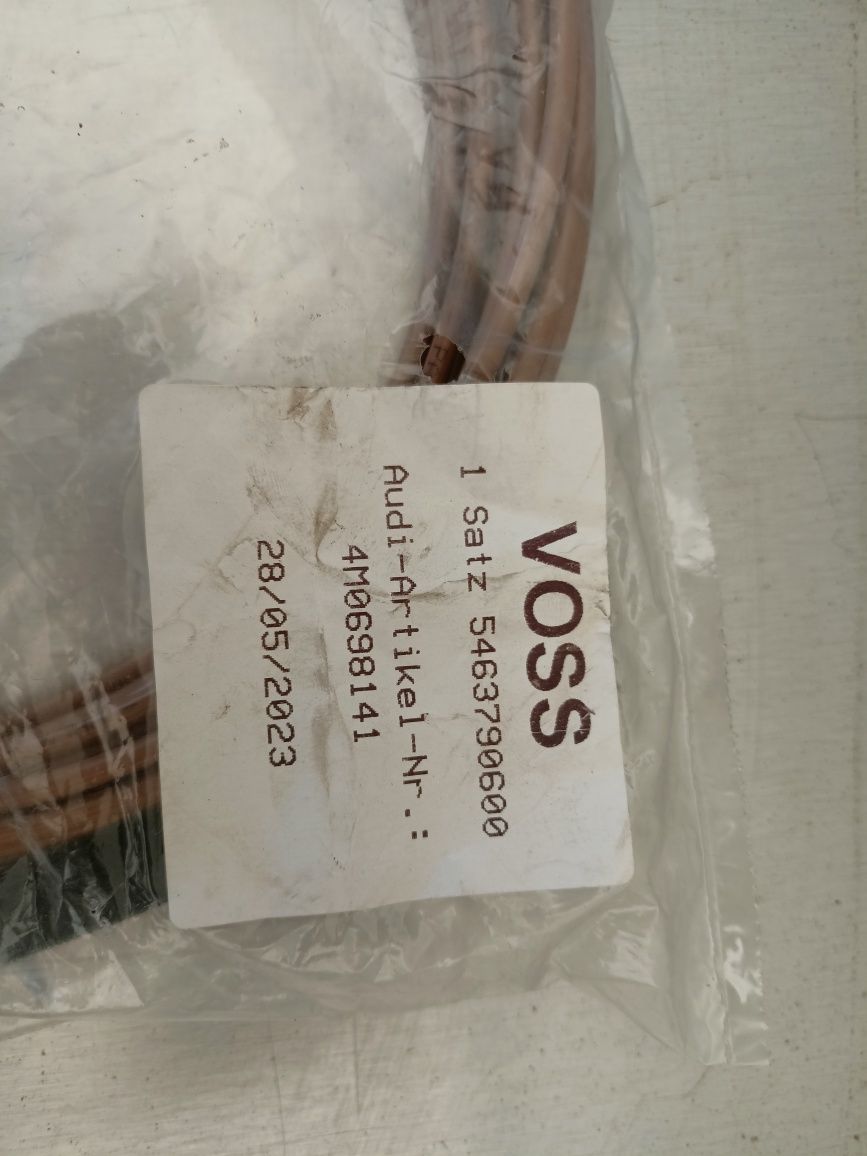 VOSS
1 Satz 5463790600
Audi-Artikel-Nr.:
4M0698141
28/05/2023